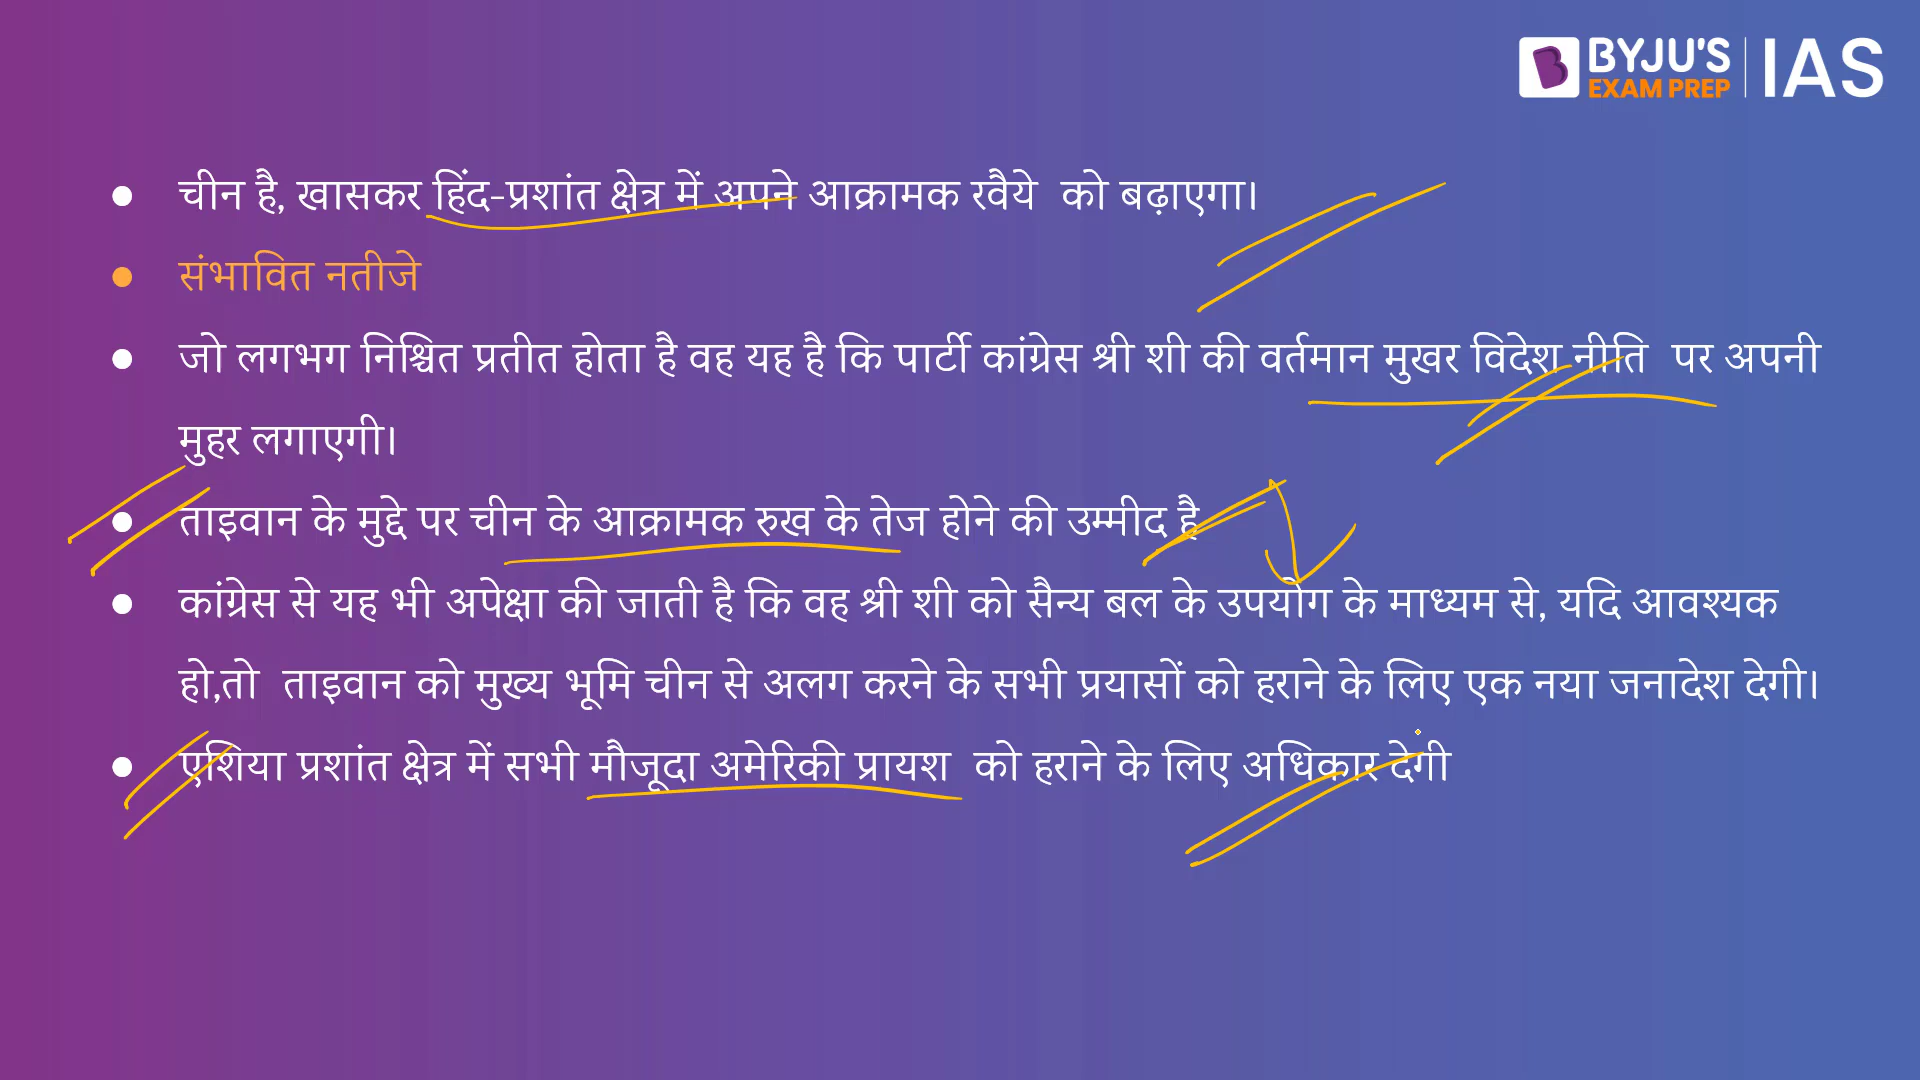 BYJU'S
EXAM PREP
IAS
चीन है, खासकर हिंद-प्रशांत क्षेत्र में अपने आक्रामक रवैये को बढ़ाएगा।
संभावित नतीजे
जो लगभग निश्चित प्रतीत होता है वह यह है कि पार्टी कांग्रेस श्री शी की वर्तमान मुखर विदेश नीति पर अपनी
मुहर लगाएगी।
ताइवान के मुद्दे पर चीन के आक्रामक रुख के तेज होने की उम्मीद है
कांग्रेस से यह भी अपेक्षा की जाती है कि वह श्री शी को सैन्य बल के उपयोग के माध्यम से, यदि आवश्यक
हो,तो ताइवान को मुख्य भूमि चीन से अलग करने के सभी प्रयासों को हराने के लिए एक नया जनादेश देगी।
एशिया प्रशांत क्षेत्र में सभी मौजूदा अमेरिकी प्रायश को हराने के लिए अधिकार देगी